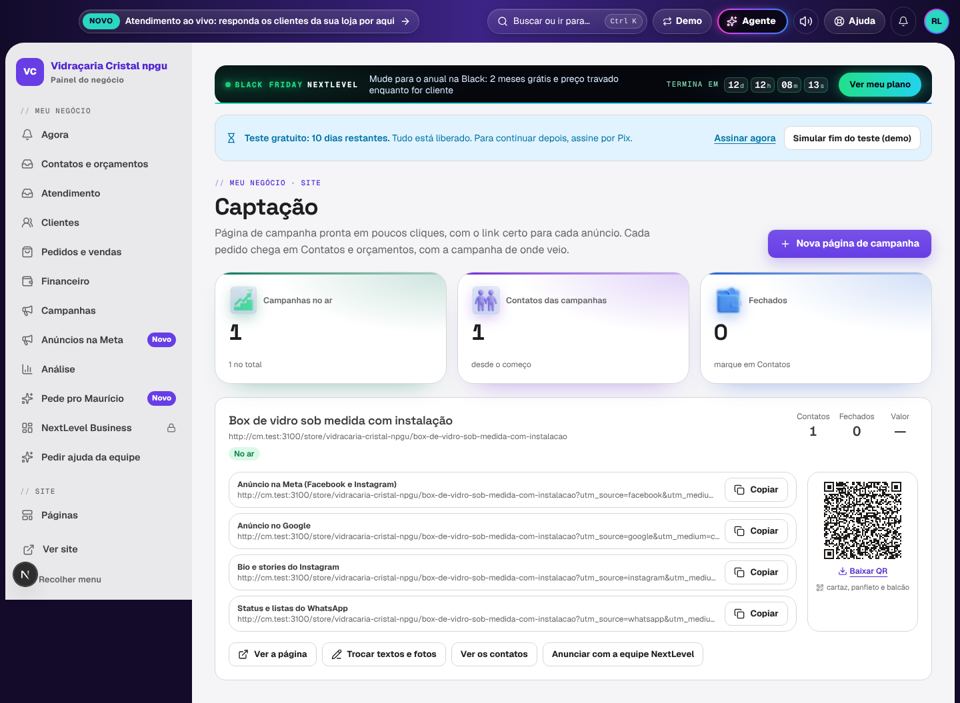 NOVO Atendimento ao vivo: responda os clientes da sua loja por aqui
Buscar ou ir para... Ctrl K
Demo
Agente
Ajuda
RL
VC
Vidraçaria Cristal npgu
Painel do negócio
// MEU NEGÓCIO
Agora
Contatos e orçamentos
Atendimento
Clientes
Pedidos e vendas
Financeiro
Campanhas
Anúncios na Meta Novo
Análise
Pede pro Maurício Novo
NextLevel Business
Pedir ajuda da equipe
// SITE
Páginas
Ver site
N Recolher menu
BLACK FRIDAY NEXTLEVEL
Mude para o anual na Black: 2 meses grátis e preço travado
enquanto for cliente
TERMINA EM 12d 12h 08m 13s
Ver meu plano
Teste gratuito: 10 dias restantes. Tudo está liberado. Para continuar depois, assine por Pix.
Assinar agora
Simular fim do teste (demo)
// MEU NEGÓCIO · SITE
Captação
Página de campanha pronta em poucos cliques, com o link certo para cada anúncio. Cada
pedido chega em Contatos e orçamentos, com a campanha de onde veio.
+ Nova página de campanha
Campanhas no ar
1
1 no total
Contatos das campanhas
1
desde o começo
Fechados
0
marque em Contatos
Box de vidro sob medida com instalação
http://cm.test:3100/store/vidracaria-cristal-npgu/box-de-vidro-sob-medida-com-instalacao
No ar
Contatos Fechados Valor
1 0 —
Anúncio na Meta (Facebook e Instagram)
http://cm.test:3100/store/vidracaria-cristal-npgu/box-de-vidro-sob-medida-com-instalacao?utm_source=facebook&utm_mediu...
Copiar
Anúncio no Google
http://cm.test:3100/store/vidracaria-cristal-npgu/box-de-vidro-sob-medida-com-instalacao?utm_source=google&utm_medium=c...
Copiar
Bio e stories do Instagram
http://cm.test:3100/store/vidracaria-cristal-npgu/box-de-vidro-sob-medida-com-instalacao?utm_source=instagram&utm_mediu...
Copiar
Status e listas do WhatsApp
http://cm.test:3100/store/vidracaria-cristal-npgu/box-de-vidro-sob-medida-com-instalacao?utm_source=whatsapp&utm_mediu...
Copiar
Baixar QR
cartaz, panfleto e balcão
Ver a página
Trocar textos e fotos
Ver os contatos
Anunciar com a equipe NextLevel